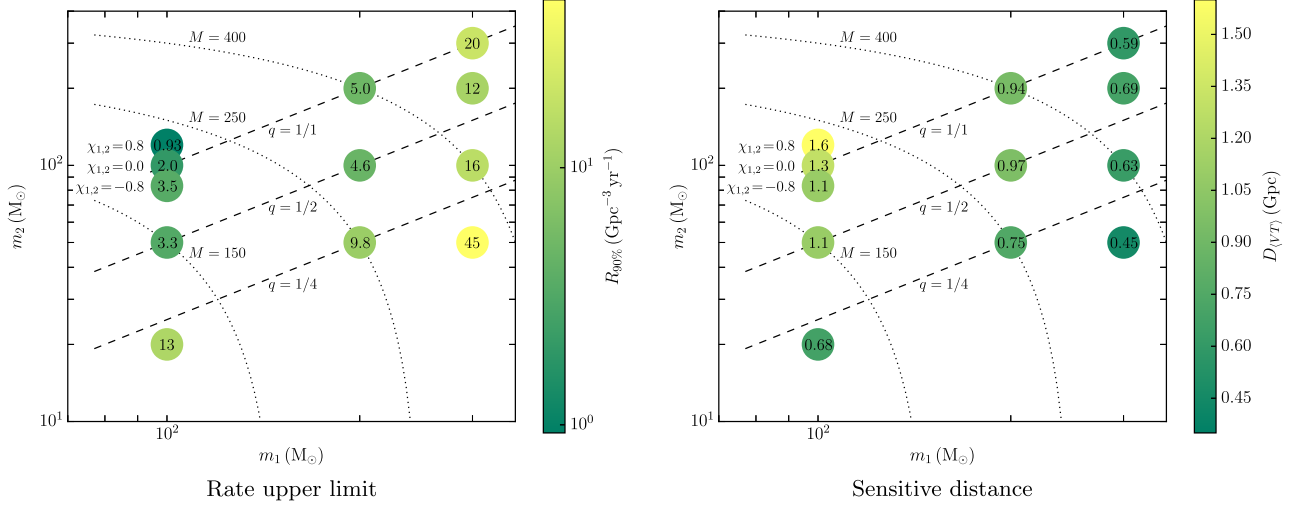 M = 400
20
5.0
12
M = 250
q = 1/1
χ₁,₂ = 0.8
0.93
χ₁,₂ = 0.0
2.0
4.6
16
χ₁,₂ = −0.8
3.5
q = 1/2
3.3
9.8
45
M = 150
q = 1/4
13
10²
10¹
m₂ (M⊙)
10²
m₁ (M⊙)
10¹
10⁰
R₉₀% (Gpc⁻³ yr⁻¹)
Rate upper limit
M = 400
0.59
0.94
0.69
M = 250
q = 1/1
χ₁,₂ = 0.8
1.6
χ₁,₂ = 0.0
1.3
0.97
0.63
χ₁,₂ = −0.8
1.1
q = 1/2
1.1
0.75
0.45
M = 150
q = 1/4
0.68
10²
10¹
m₂ (M⊙)
10²
m₁ (M⊙)
1.50
1.35
1.20
1.05
0.90
0.75
0.60
0.45
D⟨VT⟩ (Gpc)
Sensitive distance